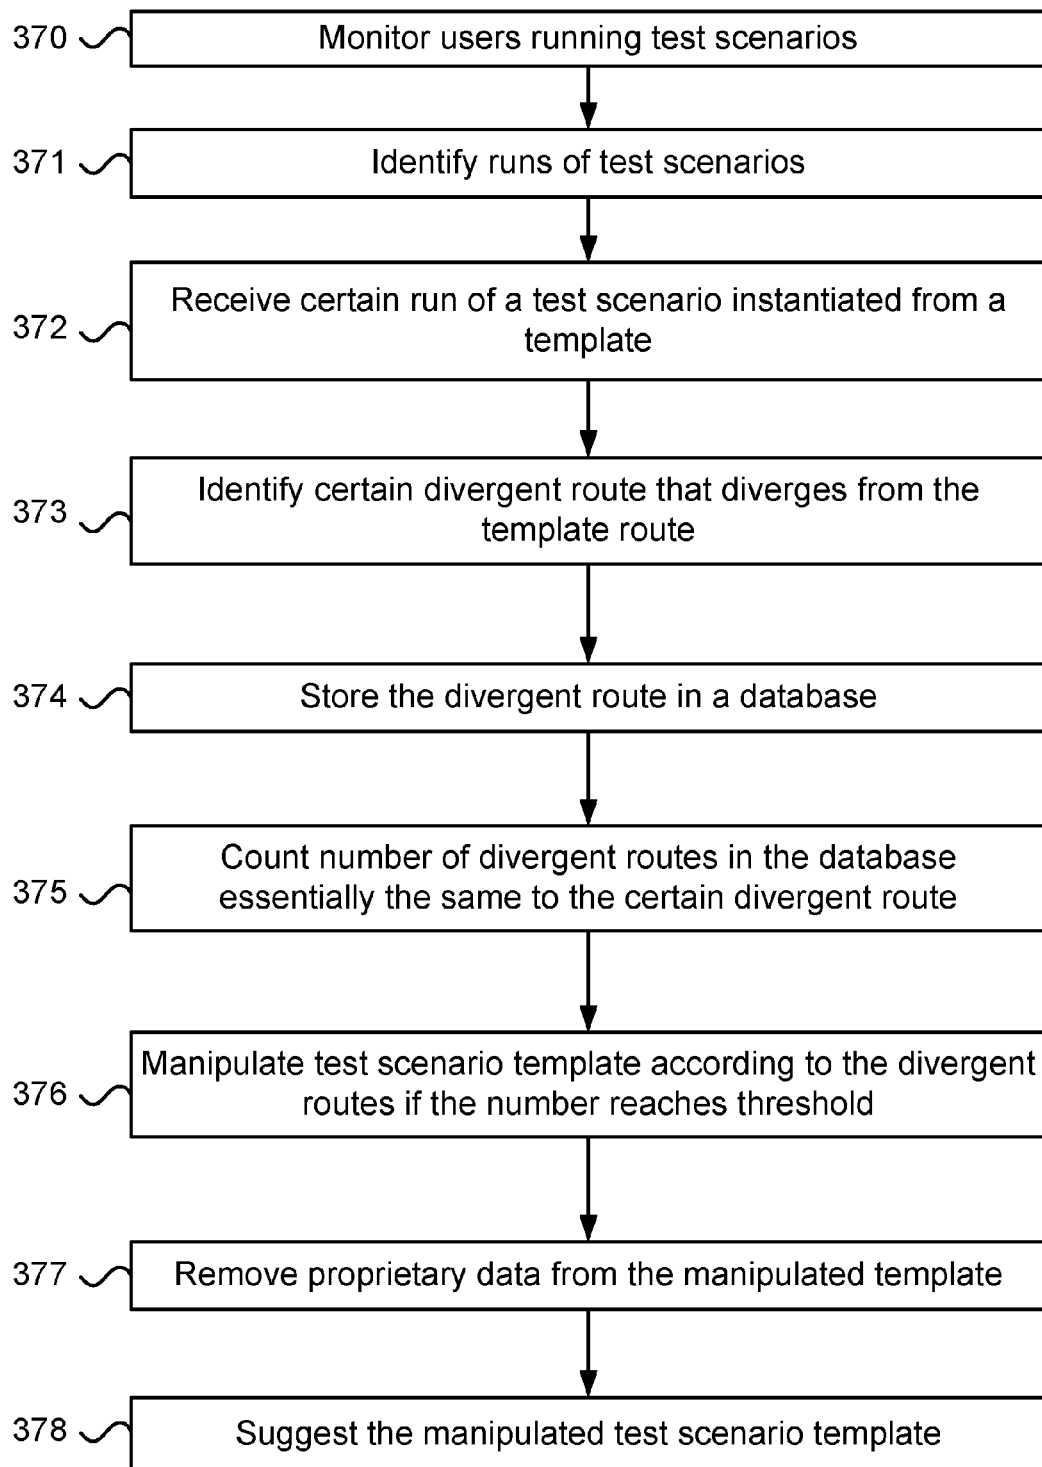 370 Monitor users running test scenarios
371 Identify runs of test scenarios
372 Receive certain run of a test scenario instantiated from a
template
373 Identify certain divergent route that diverges from the
template route
374 Store the divergent route in a database
375 Count number of divergent routes in the database
essentially the same to the certain divergent route
376 Manipulate test scenario template according to the divergent
routes if the number reaches threshold
377 Remove proprietary data from the manipulated template
378 Suggest the manipulated test scenario template